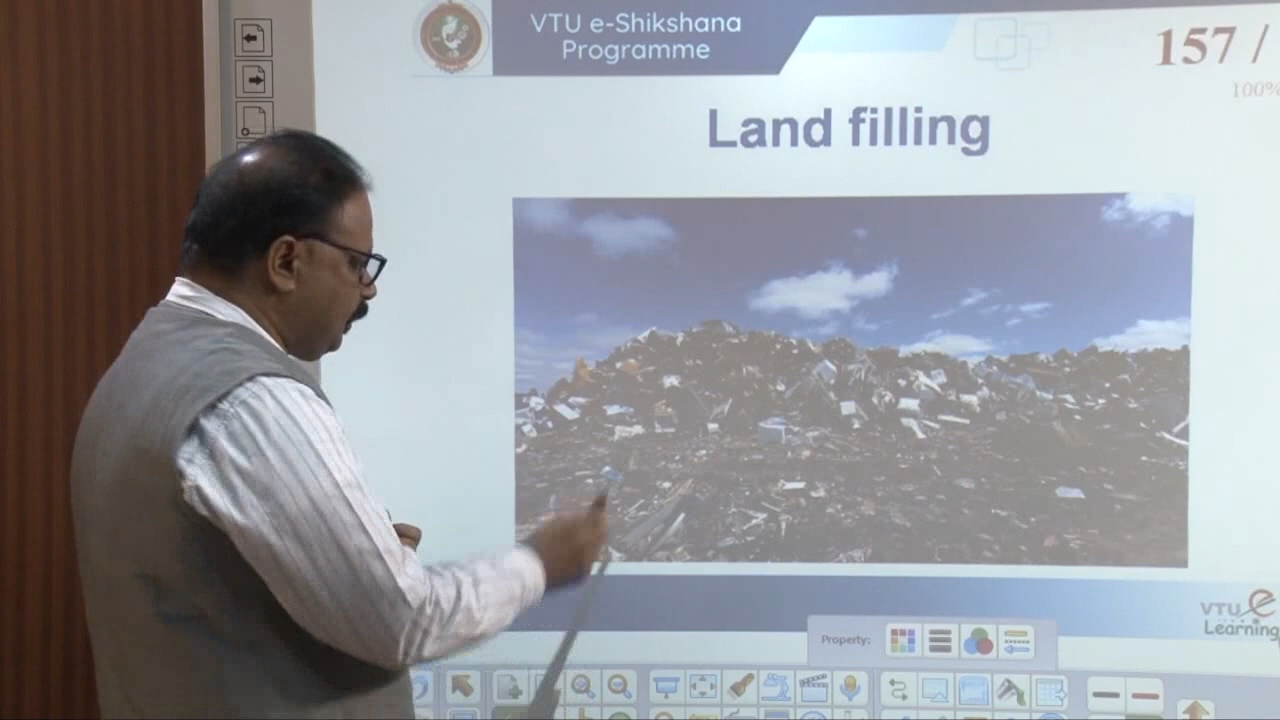 VTU e-Shikshana
Programme
157 /
100%
Land filling
VTU e
Learning
Property: